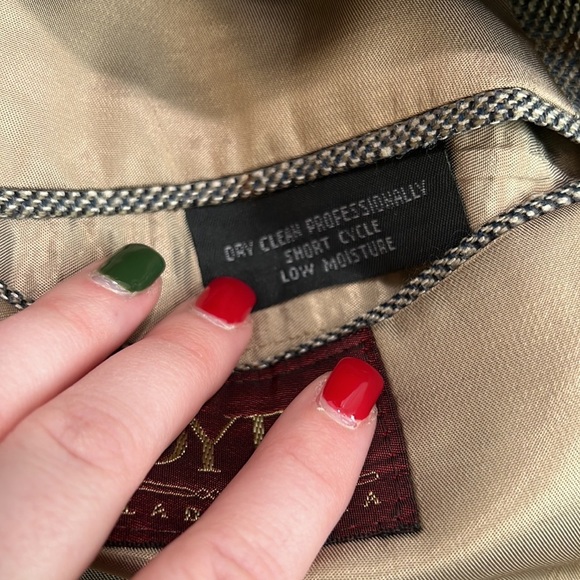 DRY CLEAN PROFESSIONALLY
SHORT CYCLE
LOW MOISTURE